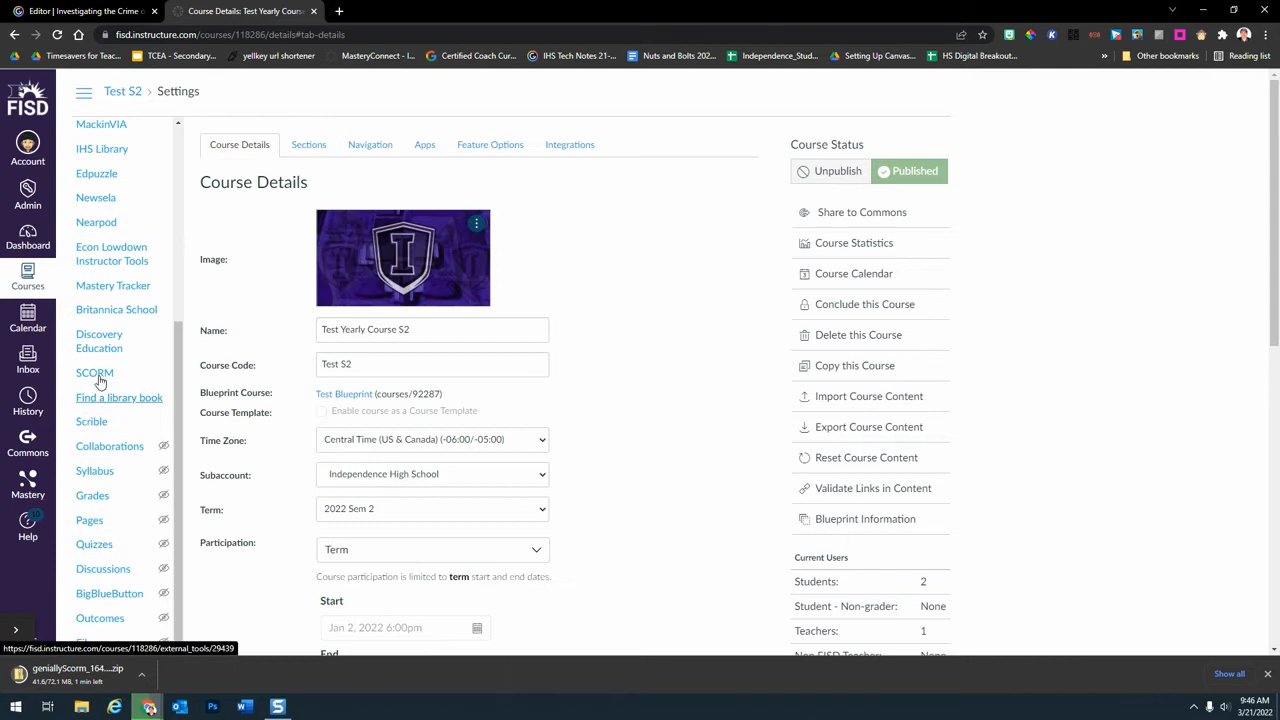 Editor | Investigating the Crime o
Course Details: Test Yearly Course
fisd.instructure.com/courses/118286/details#tab-details
Timesavers for Teac...
TCEA - Secondary...
yellkey url shortener
MasteryConnect - I...
Certified Coach Cur...
IHS Tech Notes 21-...
Nuts and Bolts 2022...
Independence_Stud...
Setting Up Canvas...
HS Digital Breakout...
»
Other bookmarks
Reading list
FISD
Account
Admin
Dashboard
Courses
Calendar
Inbox
History
Commons
Mastery
10
Help
Test S2 › Settings
MackinVIA
IHS Library
Edpuzzle
Newsela
Nearpod
Econ Lowdown
Instructor Tools
Mastery Tracker
Britannica School
Discovery
Education
SCORM
Find a library book
Scrible
Collaborations
Syllabus
Grades
Pages
Quizzes
Discussions
BigBlueButton
Outcomes
Course Details
Sections
Navigation
Apps
Feature Options
Integrations
Course Details
Image:
Name:
Test Yearly Course S2
Course Code:
Test S2
Blueprint Course:
Test Blueprint (courses/92287)
Course Template:
Enable course as a Course Template
Time Zone:
Central Time (US & Canada) (-06:00/-05:00)
Subaccount:
Independence High School
Term:
2022 Sem 2
Participation:
Term
Course participation is limited to term start and end dates.
Start
Jan 2, 2022 6:00pm
End
Course Status
Unpublish
Published
Share to Commons
Course Statistics
Course Calendar
Conclude this Course
Delete this Course
Copy this Course
Import Course Content
Export Course Content
Reset Course Content
Validate Links in Content
Blueprint Information
Current Users
Students: 2
Student - Non-grader: None
Teachers: 1
https://fisd.instructure.com/courses/118286/external_tools/29439
geniallyScorm_164....zip
41.6/72.1 MB, 1 min left
Show all
9:46 AM
3/21/2022